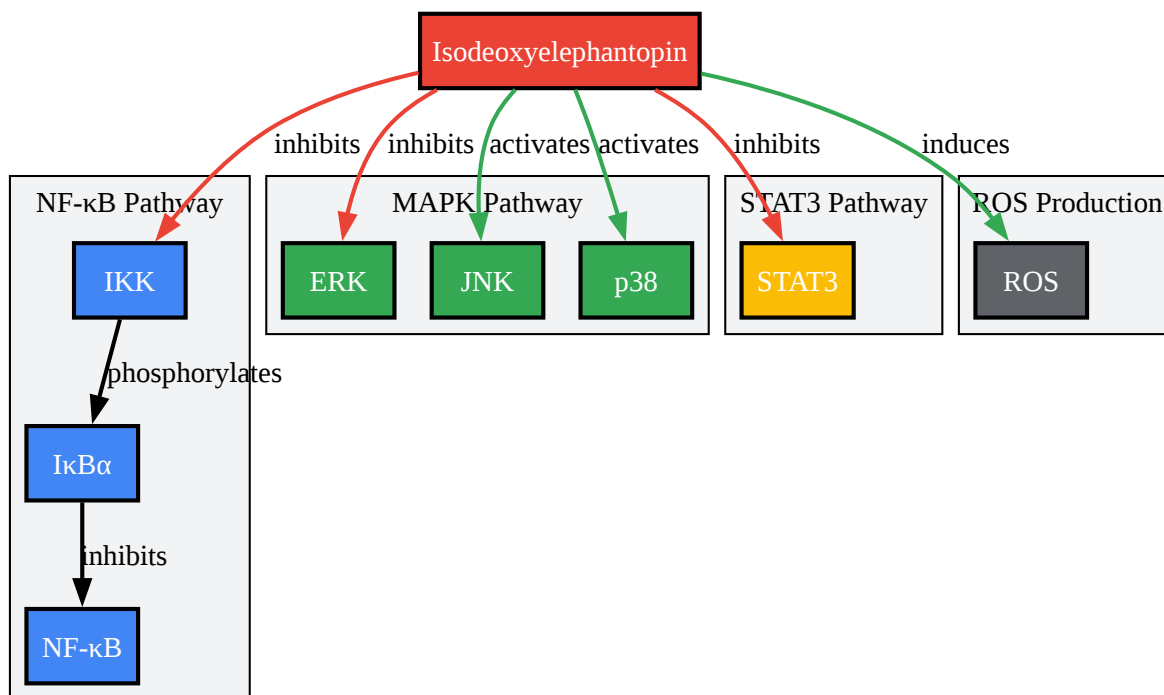 Isodeoxyelephantopin
inhibits
inhibits
activates
activates
inhibits
induces
NF-κB Pathway
MAPK Pathway
STAT3 Pathway
ROS Production
IKK
ERK
JNK
p38
STAT3
ROS
phosphorylates
IκBα
inhibits
NF-κB